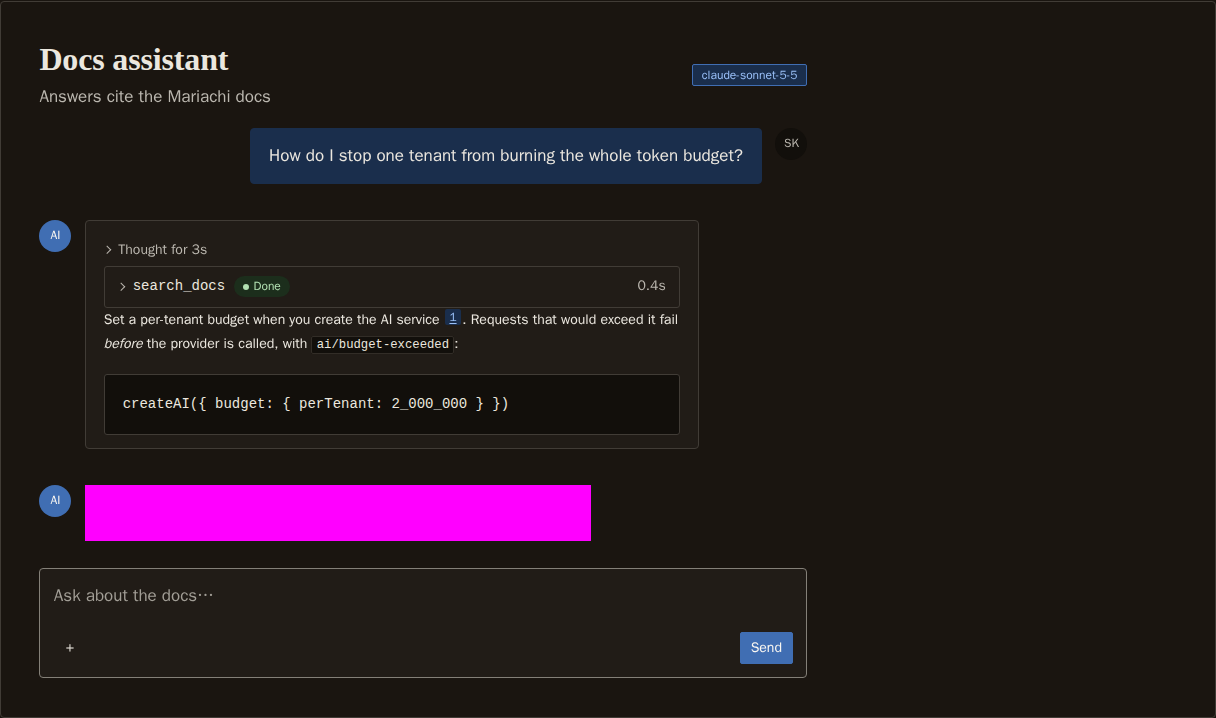 Docs assistant
claude-sonnet-5-5
Answers cite the Mariachi docs
How do I stop one tenant from burning the whole token budget?
SK
AI
Thought for 3s
search_docs Done 0.4s
Set a per-tenant budget when you create the AI service 1. Requests that would exceed it fail
before the provider is called, with ai/budget-exceeded:
createAI({ budget: { perTenant: 2_000_000 } })
AI
Ask about the docs…
+
Send